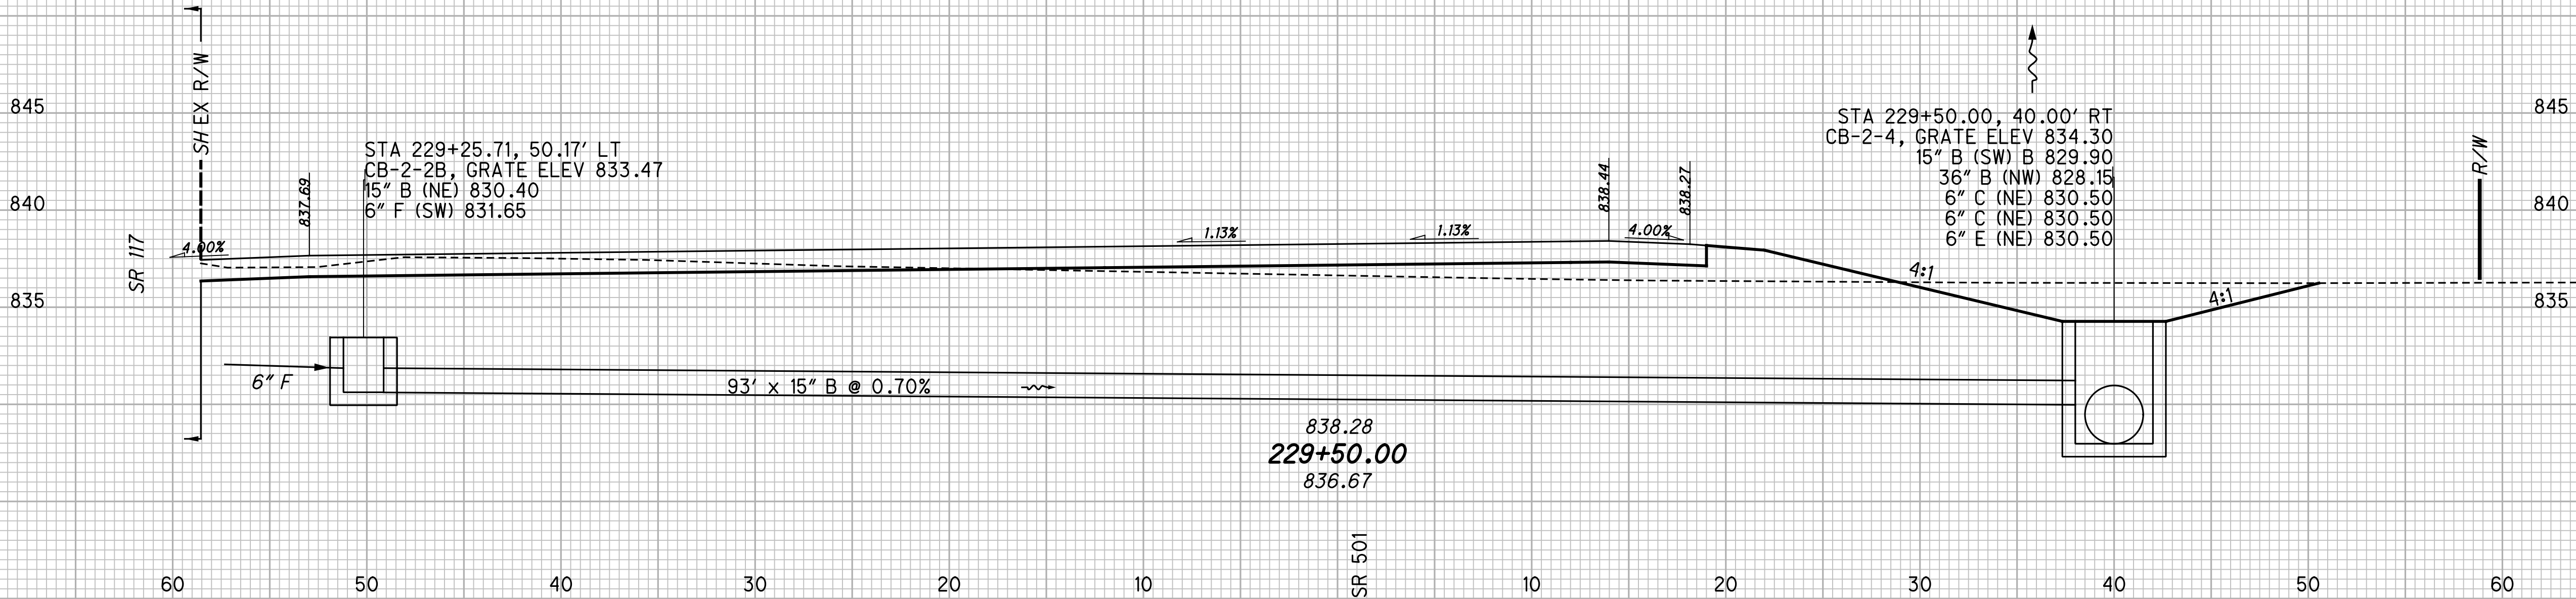 SH EX R/W
845
840
835
SR 117
4.00%
837.69
STA 229+25.71, 50.17' LT
CB-2-2B, GRATE ELEV 833.47
15" B (NE) 830.40
6" F (SW) 831.65
6" F
93' x 15" B @ 0.70%
1.13%
1.13%
838.44
4.00%
838.27
STA 229+50.00, 40.00' RT
CB-2-4, GRATE ELEV 834.30
15" B (SW) B 829.90
36" B (NW) 828.15
6" C (NE) 830.50
6" C (NE) 830.50
6" E (NE) 830.50
4:1
4:1
R/W
845
840
835
838.28
229+50.00
836.67
SR 501
60 50 40 30 20 10 10 20 30 40 50 60